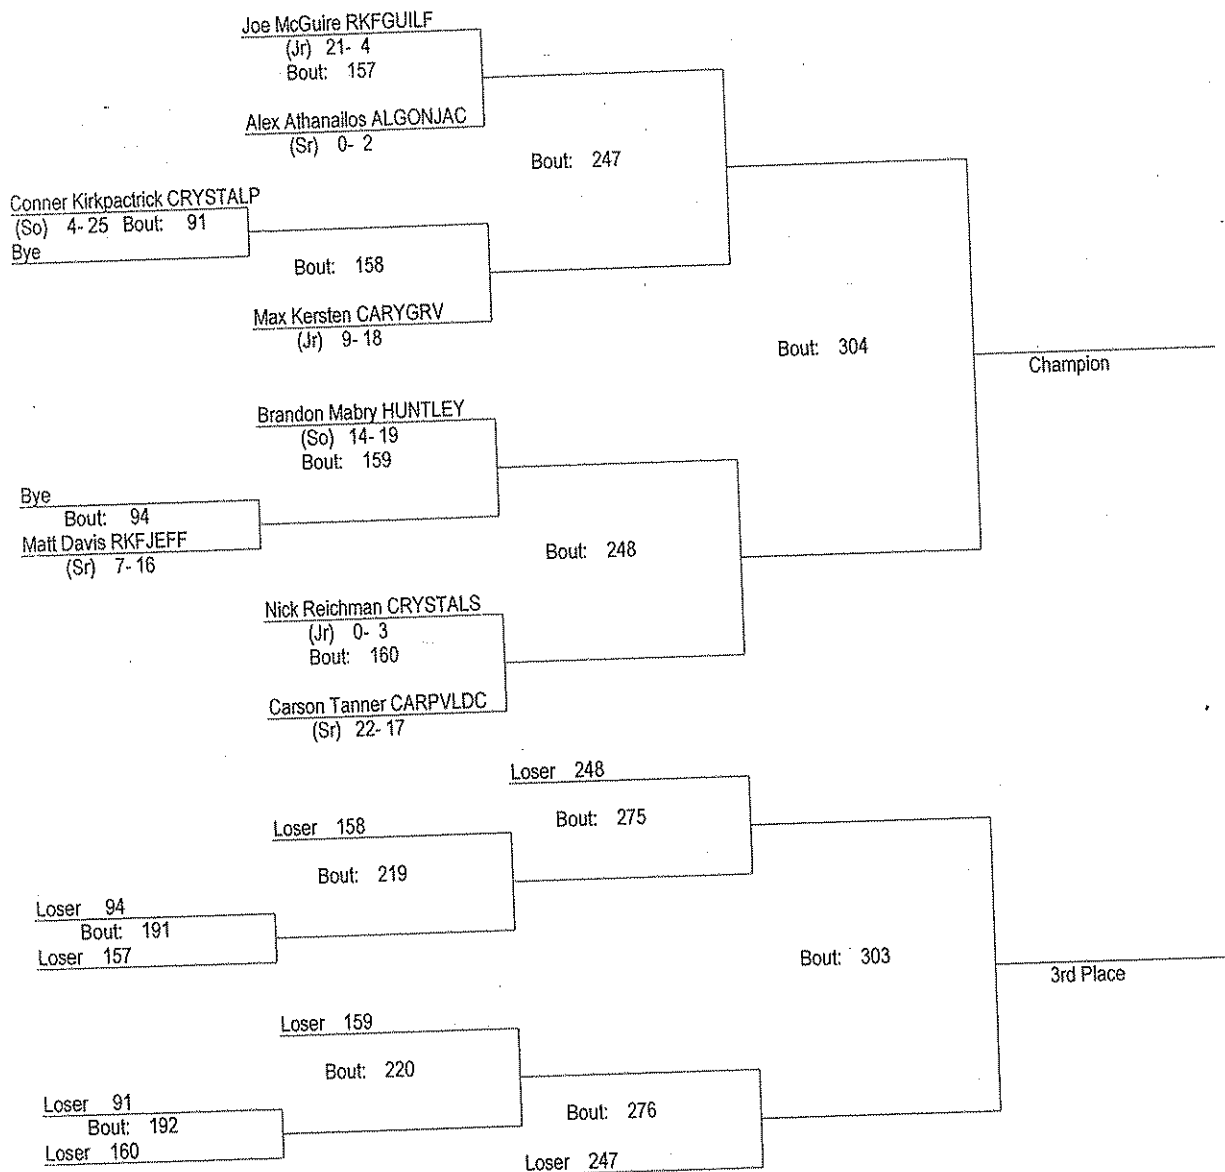 Joe McGuire RKFGUILF
(Jr) 21- 4
Bout: 157
Alex Athanailos ALGONJAC
(Sr) 0- 2
Bout: 247
Conner Kirkpactrick CRYSTALP
(So) 4- 25 Bout: 91
Bye
Bout: 158
Max Kersten CARYGRV
(Jr) 9- 18
Bout: 304
Champion
Brandon Mabry HUNTLEY
(So) 14- 19
Bout: 159
Bye
Bout: 94
Matt Davis RKFJEFF
(Sr) 7- 16
Bout: 248
Nick Reichman CRYSTALS
(Jr) 0- 3
Bout: 160
Carson Tanner CARPVLDC
(Sr) 22- 17
Loser 248
Bout: 275
Loser 158
Bout: 219
Loser 94
Bout: 191
Loser 157
Bout: 303
3rd Place
Loser 159
Bout: 220
Loser 91
Bout: 192
Loser 160
Bout: 276
Loser 247